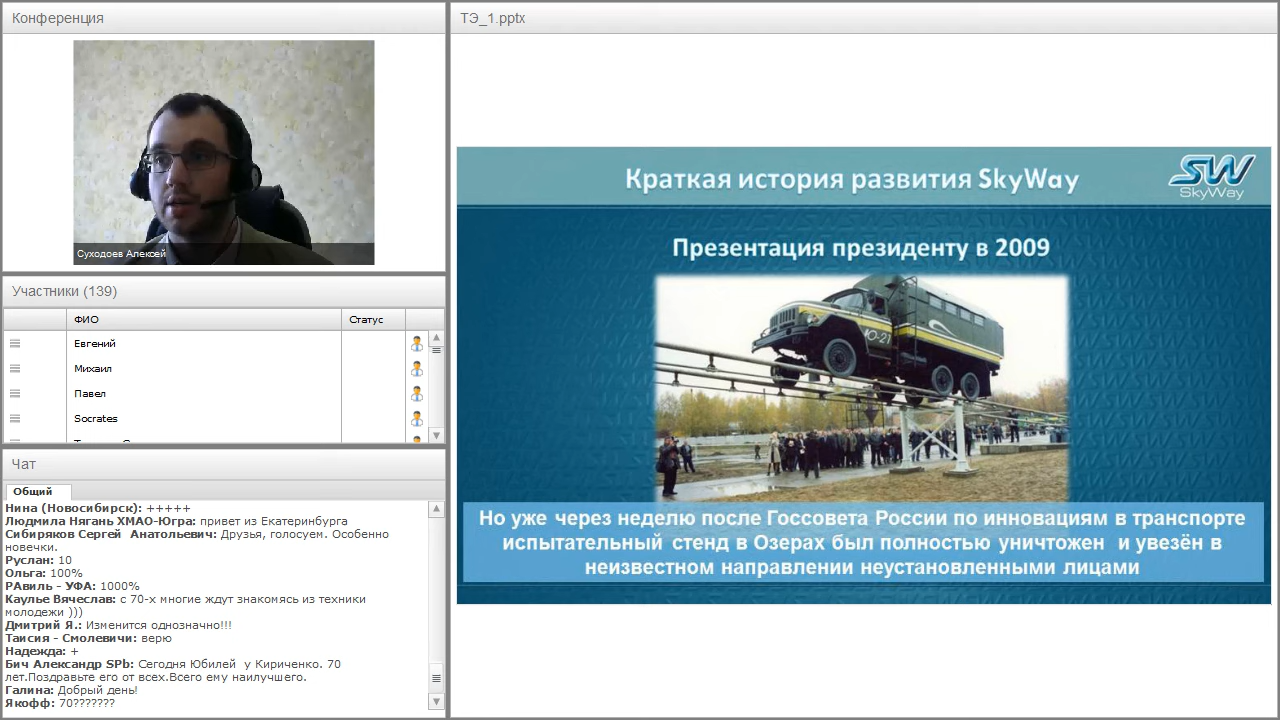 Конференция
Суходоев Алексей
Участники (139)
ФИО
Статус
Евгений
Михаил
Павел
Socrates
Чат
Общий
Нина (Новосибирск): +++++
Людмила Нягань ХМАО-Югра: привет из Екатеринбурга
Сибиряков Сергей Анатольевич: Друзья, голосуем. Особенно
новечки.
Руслан: 10
Ольга: 100%
РАвиль - УФА: 1000%
Каулье Вячеслав: с 70-х многие ждут знакомясь из техники
молодежи )))
Дмитрий Я.: Изменится однозначно!!!
Таисия - Смолевичи: верю
Надежда: +
Бич Александр SPb: Сегодня Юбилей у Кириченко. 70
лет.Поздравьте его от всех.Всего ему наилучшего.
Галина: Добрый день!
Якофф: 70???????
ТЭ_1.pptx
Краткая история развития SkyWay
SW
SkyWay
Презентация президенту в 2009
Ю-21
Но уже через неделю после Госсовета России по инновациям в транспорте
испытательный стенд в Озерах был полностью уничтожен и увезён в
неизвестном направлении неустановленными лицами